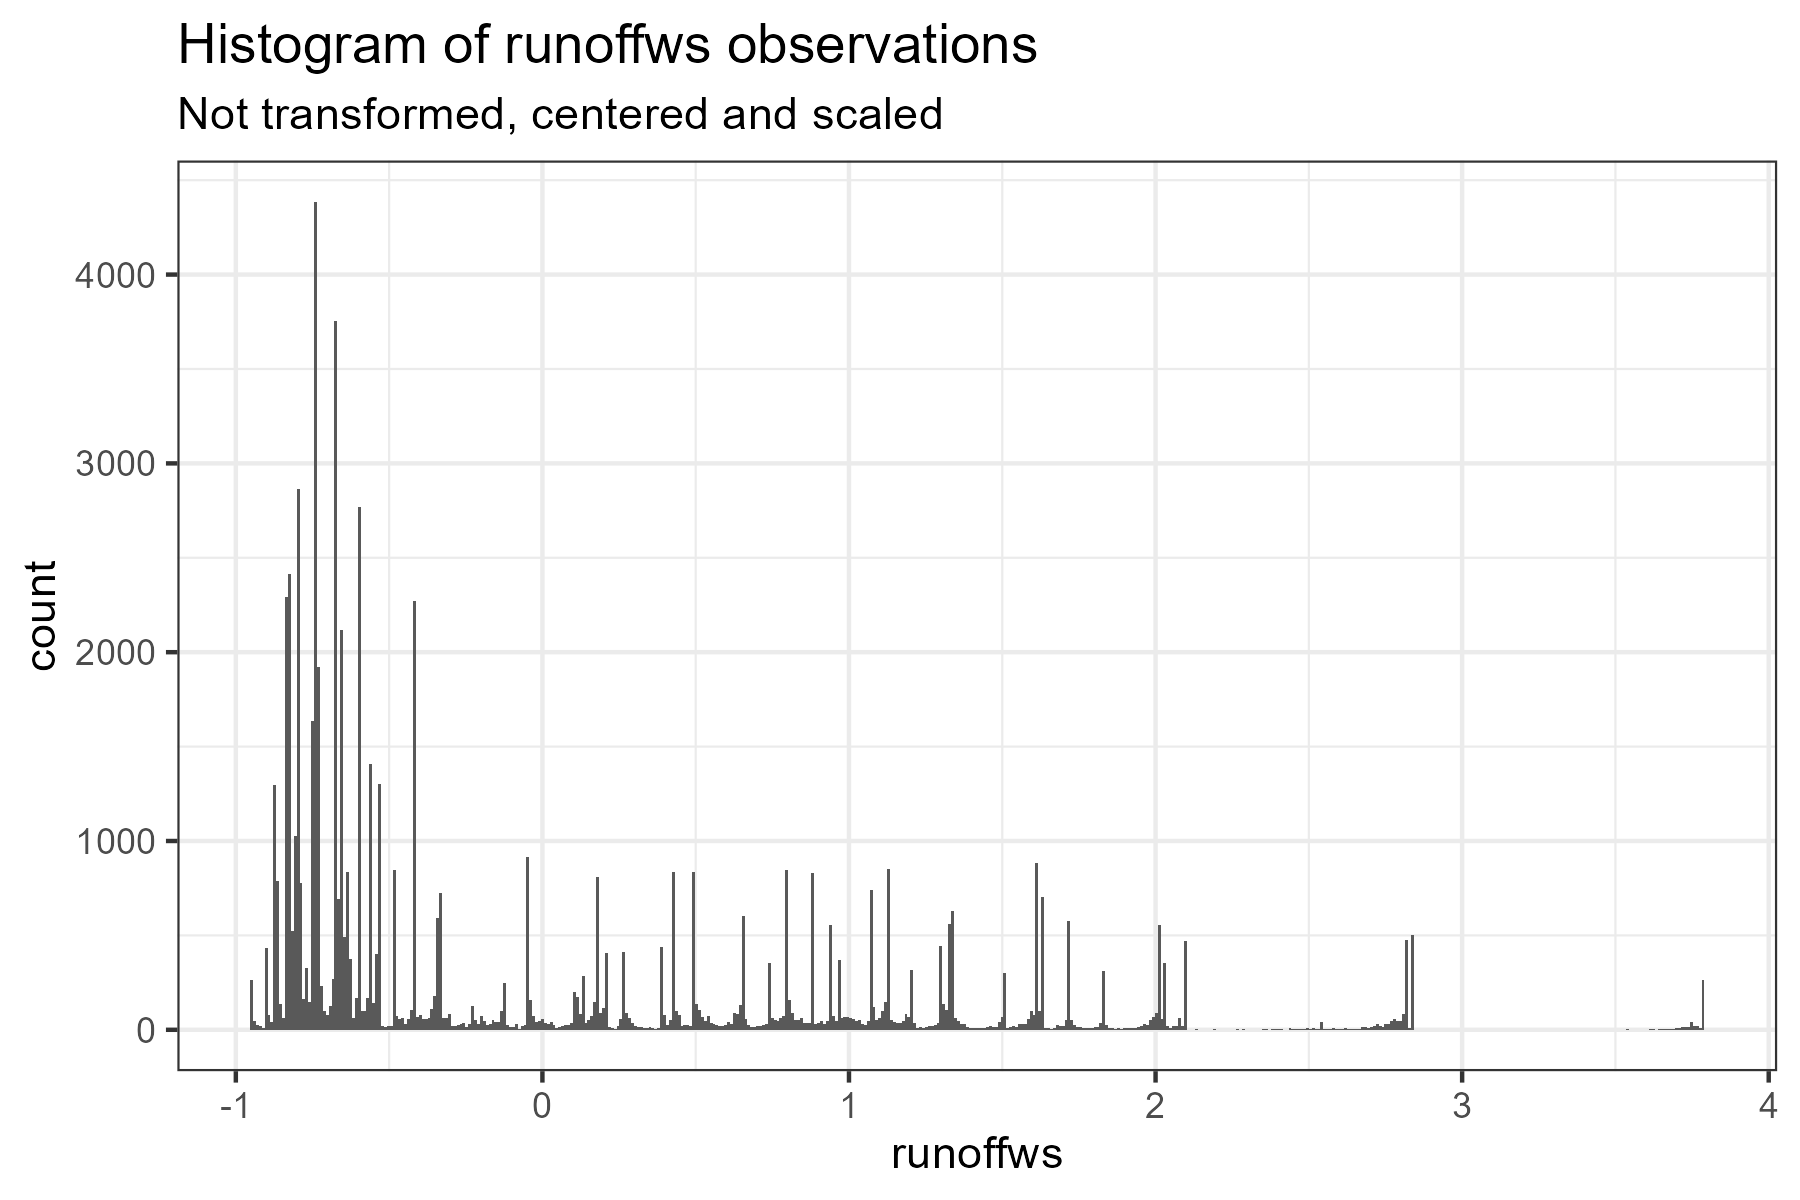 Histogram of runoffws observations
Not transformed, centered and scaled
4000
3000
2000
1000
0
count
-1 0 1 2 3 4
runoffws